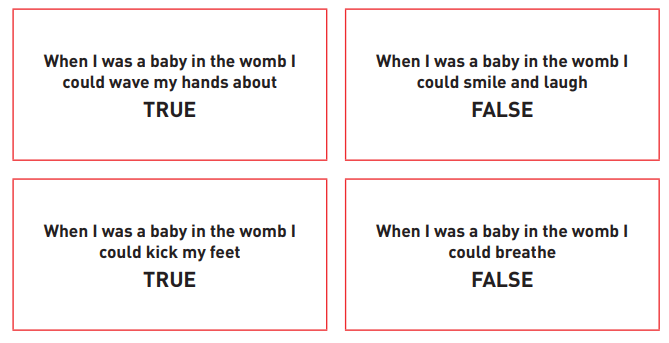 When I was a baby in the womb I
could wave my hands about
TRUE
When I was a baby in the womb I
could smile and laugh
FALSE
When I was a baby in the womb I
could kick my feet
TRUE
When I was a baby in the womb I
could breathe
FALSE